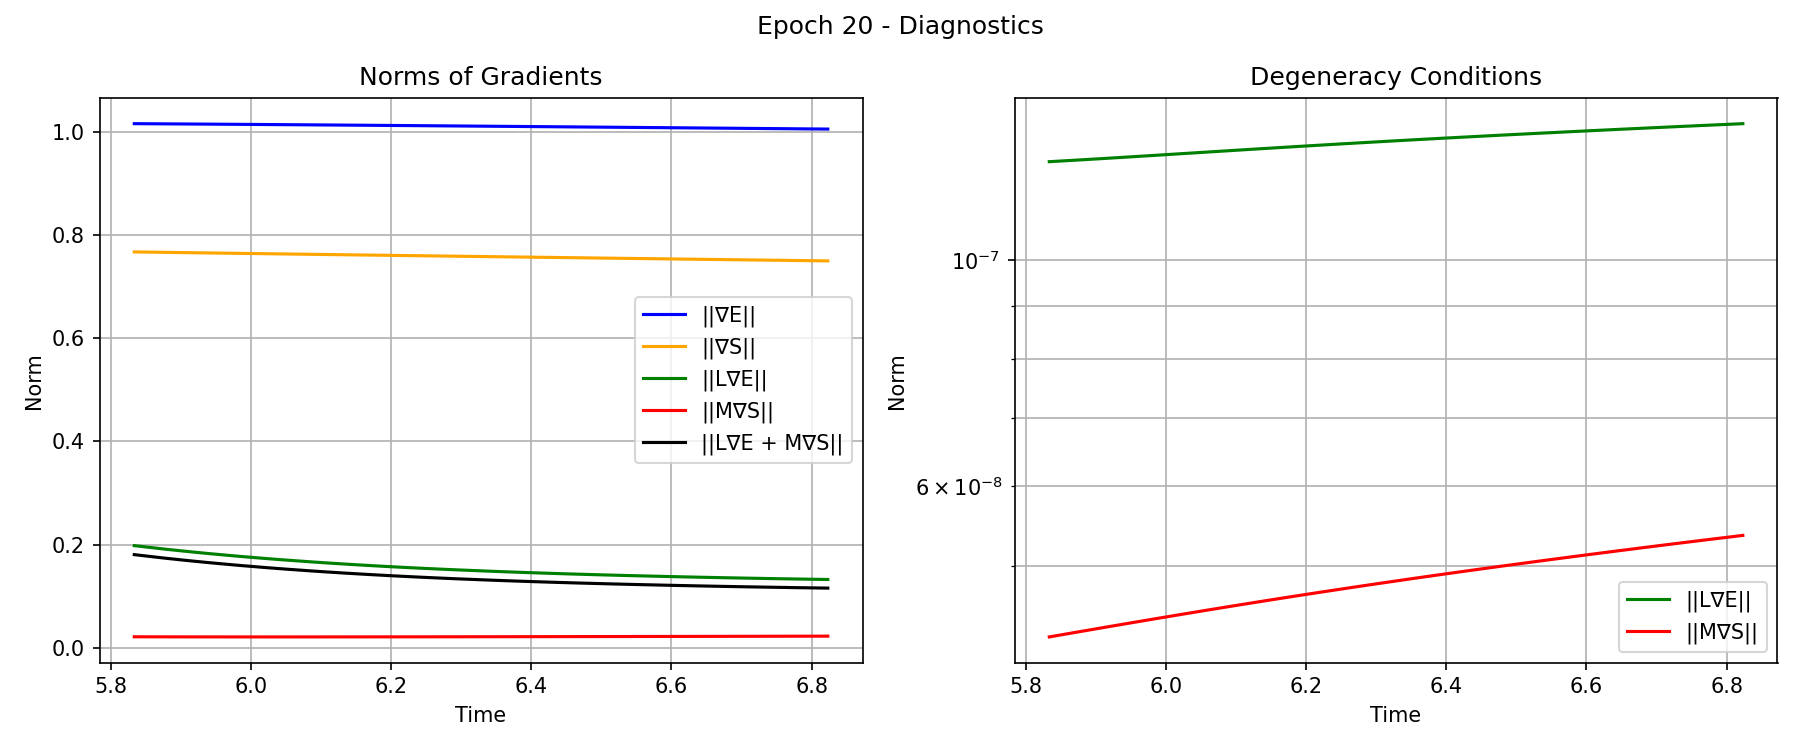 Epoch 20 - Diagnostics
Norms of Gradients
Norm
1.0
0.8
0.6
0.4
0.2
0.0
||∇E||
||∇S||
||L∇E||
||M∇S||
||L∇E + M∇S||
5.8 6.0 6.2 6.4 6.6 6.8
Time
Degeneracy Conditions
Norm
10⁻⁷
6 × 10⁻⁸
||L∇E||
||M∇S||
5.8 6.0 6.2 6.4 6.6 6.8
Time